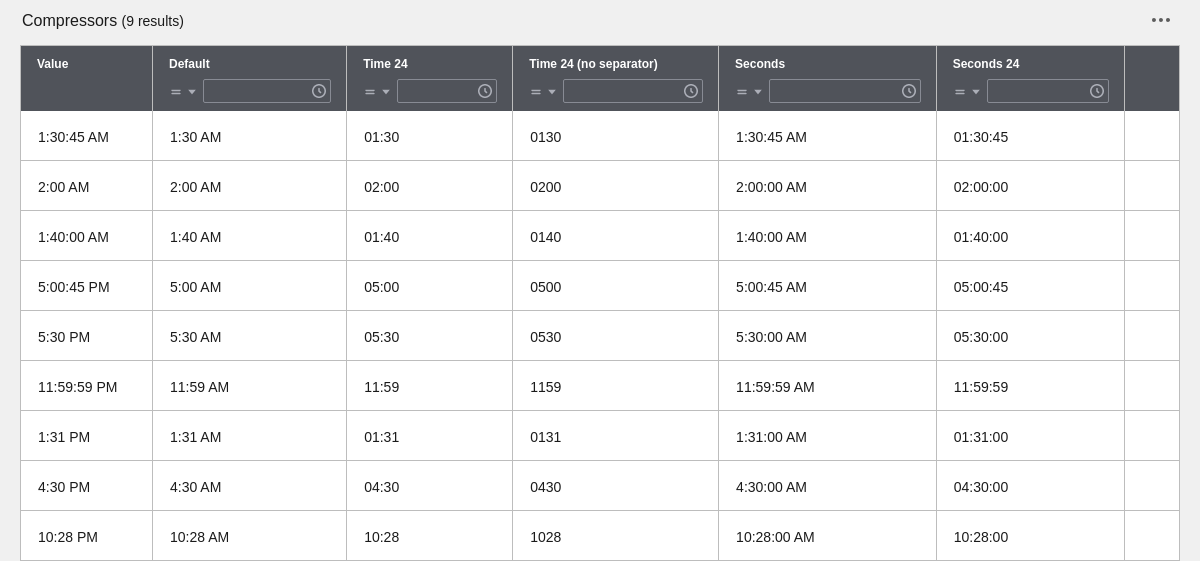 Compressors (9 results)
Value Default Time 24 Time 24 (no separator) Seconds Seconds 24
1:30:45 AM 1:30 AM 01:30 0130 1:30:45 AM 01:30:45
2:00 AM 2:00 AM 02:00 0200 2:00:00 AM 02:00:00
1:40:00 AM 1:40 AM 01:40 0140 1:40:00 AM 01:40:00
5:00:45 PM 5:00 AM 05:00 0500 5:00:45 AM 05:00:45
5:30 PM 5:30 AM 05:30 0530 5:30:00 AM 05:30:00
11:59:59 PM 11:59 AM 11:59 1159 11:59:59 AM 11:59:59
1:31 PM 1:31 AM 01:31 0131 1:31:00 AM 01:31:00
4:30 PM 4:30 AM 04:30 0430 4:30:00 AM 04:30:00
10:28 PM 10:28 AM 10:28 1028 10:28:00 AM 10:28:00